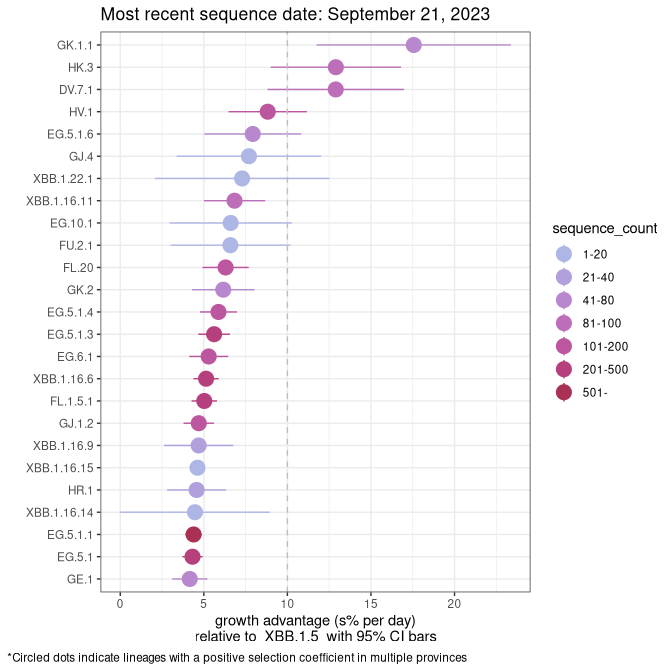 Most recent sequence date: September 21, 2023
GK.1.1
HK.3
DV.7.1
HV.1
EG.5.1.6
GJ.4
XBB.1.22.1
XBB.1.16.11
EG.10.1
FU.2.1
FL.20
GK.2
EG.5.1.4
EG.5.1.3
EG.6.1
XBB.1.16.6
FL.1.5.1
GJ.1.2
XBB.1.16.9
XBB.1.16.15
HR.1
XBB.1.16.14
EG.5.1.1
EG.5.1
GE.1
0 5 10 15 20
growth advantage (s% per day)
relative to XBB.1.5 with 95% CI bars
sequence_count
1-20
21-40
41-80
81-100
101-200
201-500
501-
*Circled dots indicate lineages with a positive selection coefficient in multiple provinces